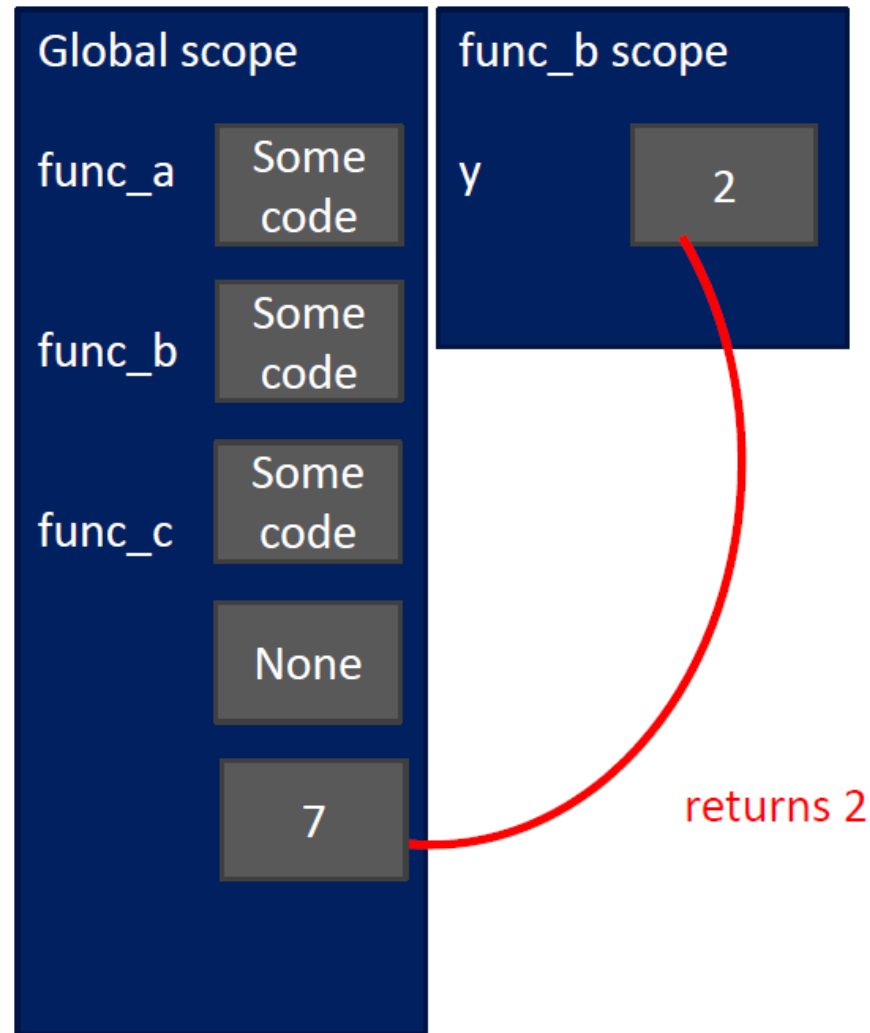 Global scope
func_a
Some
code
func_b
Some
code
func_c
Some
code
None
7
func_b scope
y
2
returns 2